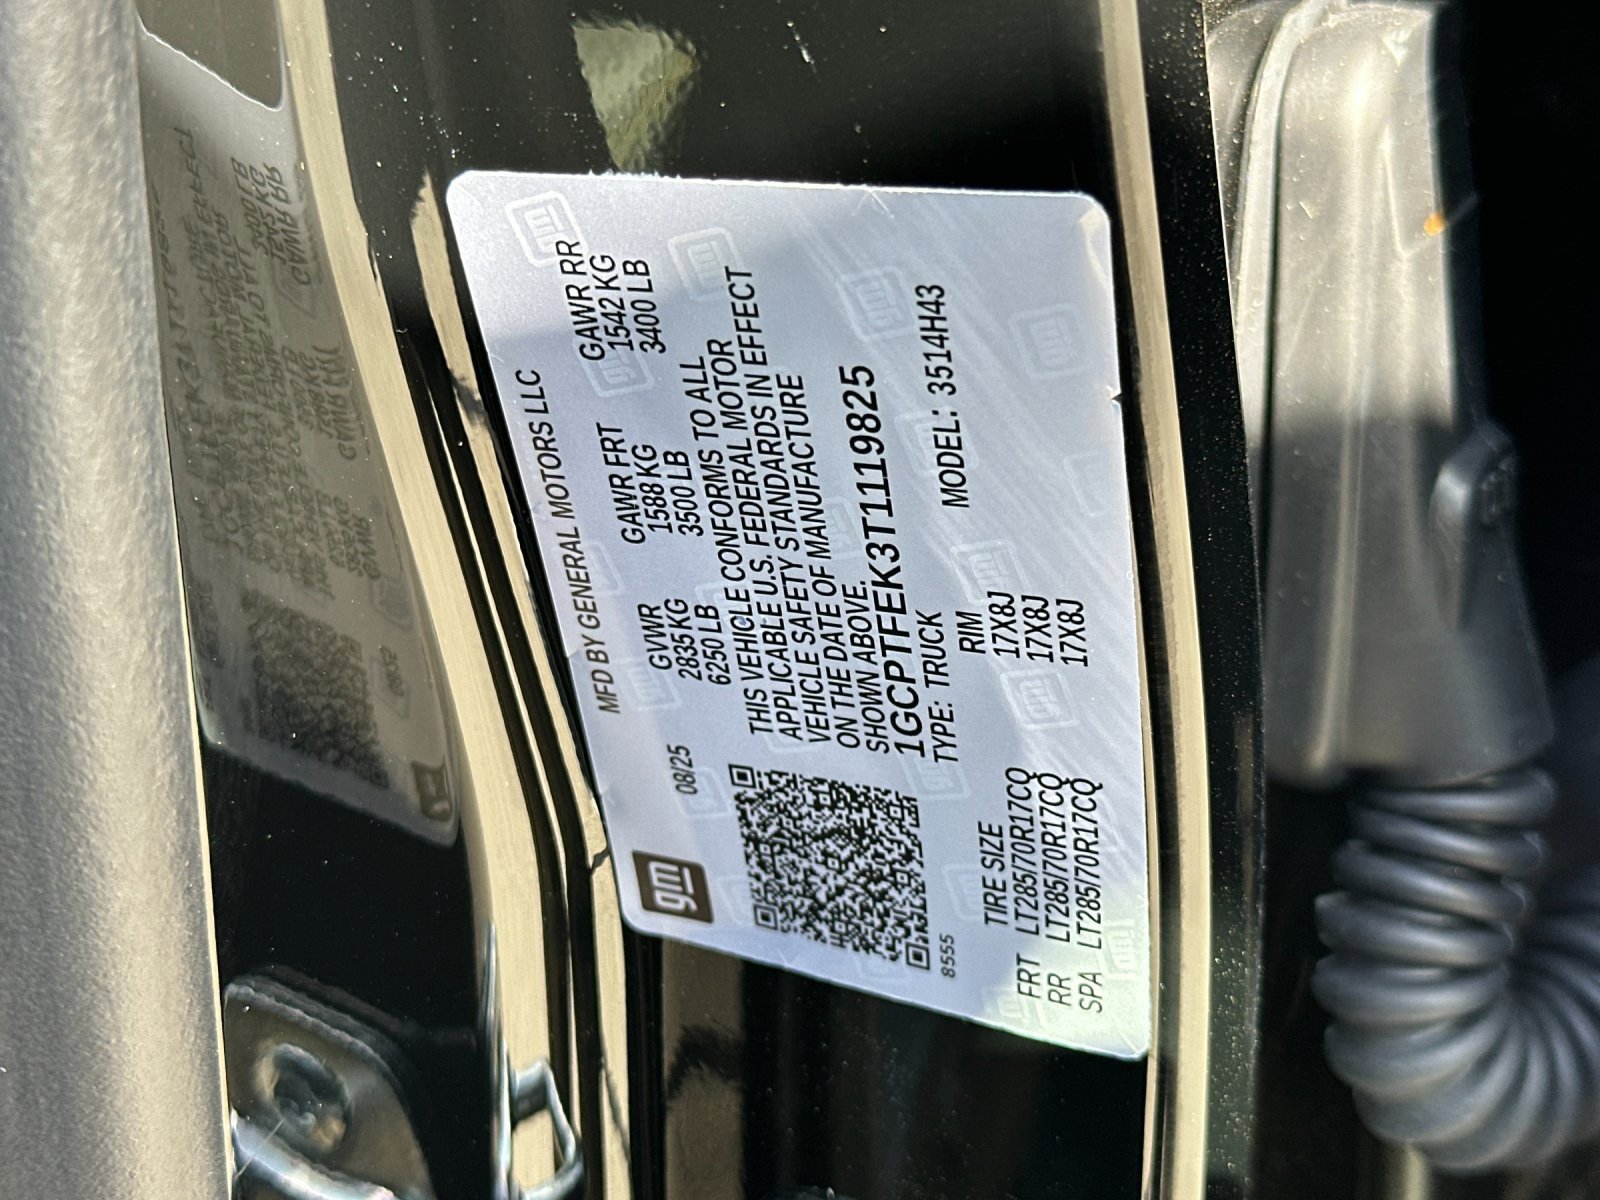 gm
MFD BY GENERAL MOTORS LLC
08/25 GVWR GAWR FRT GAWR RR
2835 KG 1588 KG 1542 KG
6250 LB 3500 LB 3400 LB
THIS VEHICLE CONFORMS TO ALL
APPLICABLE U.S. FEDERAL MOTOR
VEHICLE SAFETY STANDARDS IN EFFECT
ON THE DATE OF MANUFACTURE
SHOWN ABOVE.
1GCPTFEK3T1119825
TYPE: TRUCK MODEL: 3514H43
8555
TIRE SIZE RIM
FRT LT285/70R17CQ 17X8J
RR LT285/70R17CQ 17X8J
SPA LT285/70R17CQ 17X8J